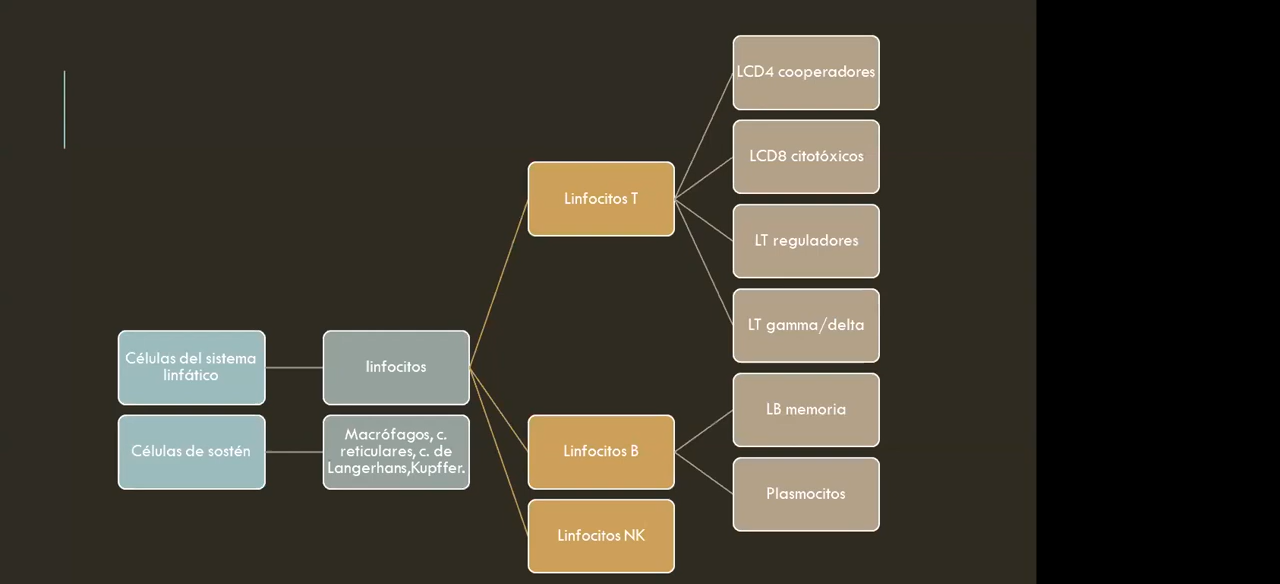 Células del sistema
linfático
linfocitos
Linfocitos T
LCD4 cooperadores
LCD8 citotóxicos
LT reguladores
LT gamma/delta
Linfocitos B
LB memoria
Plasmocitos
Linfocitos NK
Células de sostén
Macrófagos, c.
reticulares, c. de
Langerhans,Kupffer.